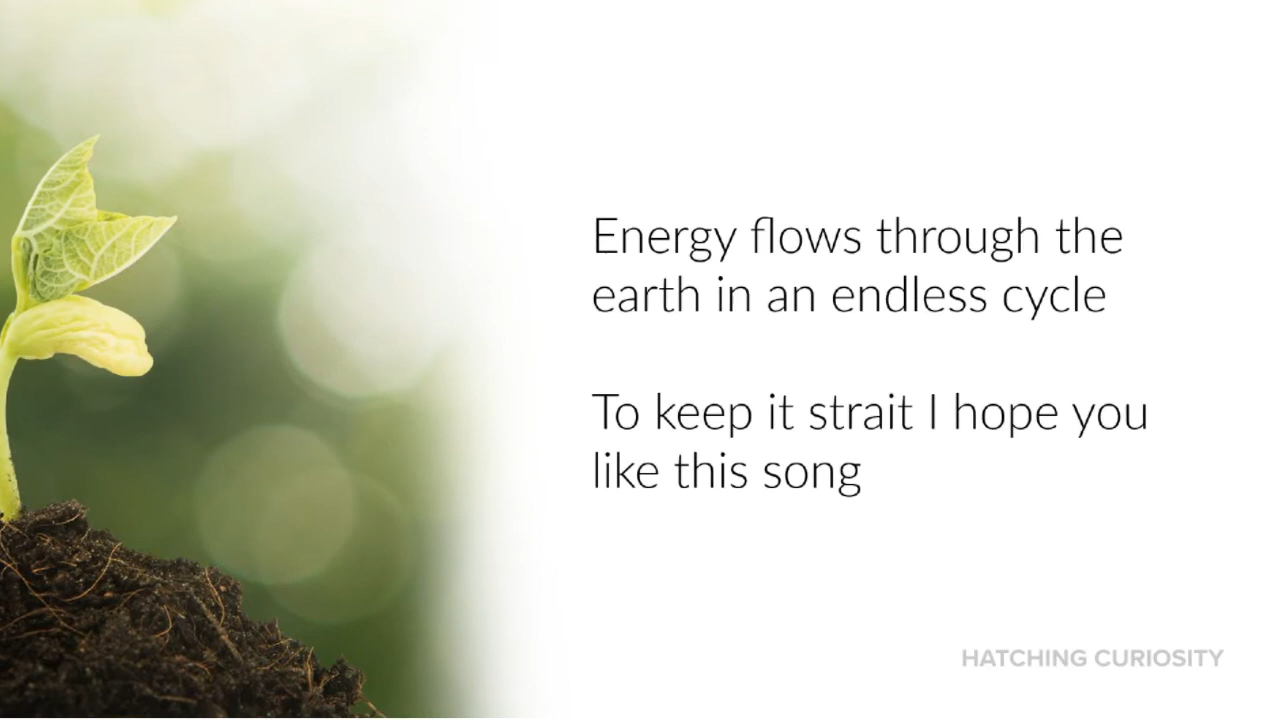 Energy flows through the
earth in an endless cycle
To keep it strait I hope you
like this song
HATCHING CURIOSITY